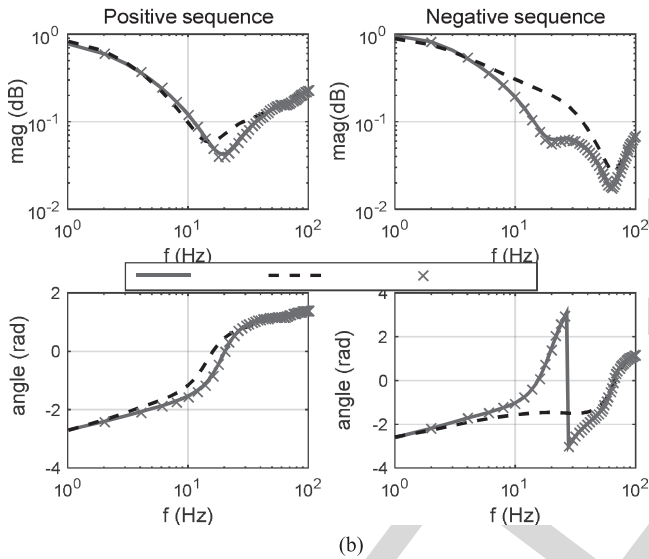 Positive sequence
Negative sequence
10^0
10^-1
10^-2
mag (dB)
10^0
10^1
10^2
f (Hz)
10^0
10^-1
10^-2
mag(dB)
10^0
10^1
10^2
f (Hz)
2
0
-2
-4
angle (rad)
10^0
10^1
10^2
f (Hz)
4
2
0
-2
-4
angle (rad)
10^0
10^1
10^2
f (Hz)
(b)